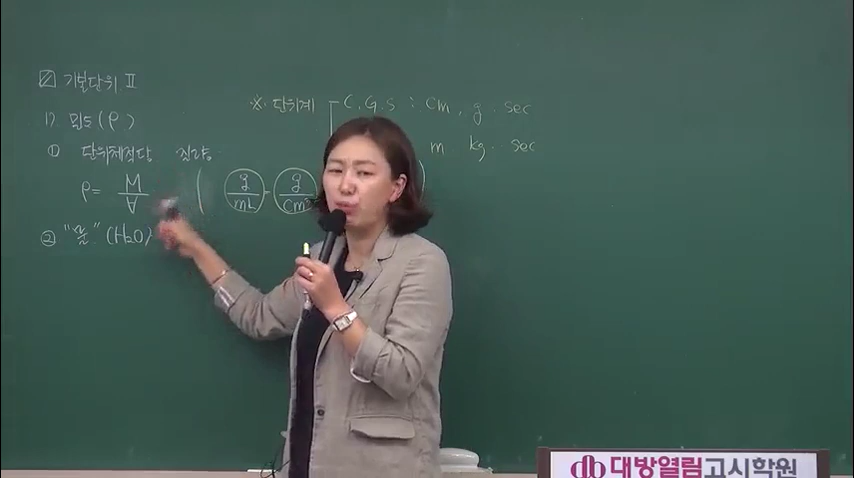 기본단위 Ⅱ
※ 단위계 C.G.S : cm, g. sec
m kg. sec
1) 밀도(ρ)
① 단위체적당 질량
ρ= M/V ( g/mL = g/cm³ )
② "물" (H₂O)
대방열림고시학원